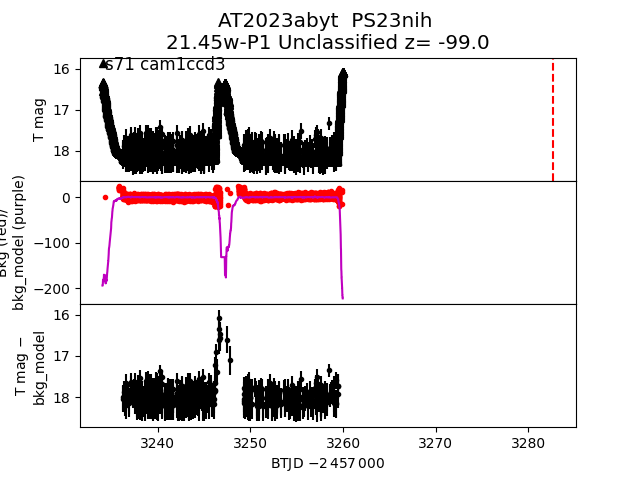 AT2023abyt  PS23nih
21.45w-P1 Unclassified z= -99.0
s71 cam1ccd3
T mag
16
17
18
Bkg (red)/
bkg_model (purple)
0
−100
−200
T mag −
bkg_model
16
17
18
3240 3250 3260 3270 3280
BTJD −2 457 000